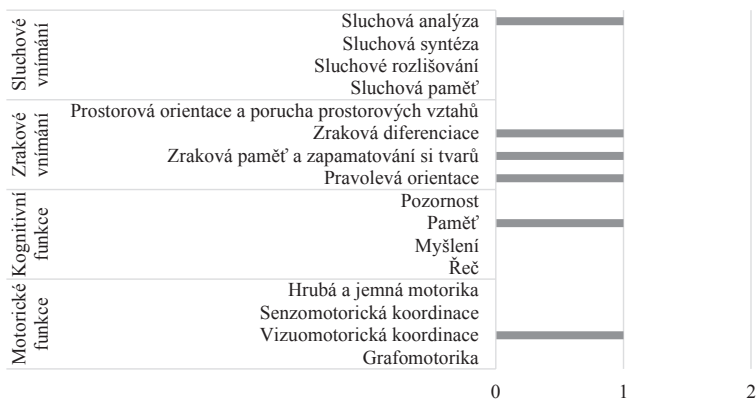 Sluchové
vnímání
Sluchová analýza
Sluchová syntéza
Sluchové rozlišování
Sluchová paměť
Zrakové
vnímání
Prostorová orientace a porucha prostorových vztahů
Zraková diferenciace
Zraková paměť a zapamatování si tvarů
Pravolevá orientace
Kognitivní
funkce
Pozornost
Paměť
Myšlení
Řeč
Motorické
funkce
Hrubá a jemná motorika
Senzomotorická koordinace
Vizuomotorická koordinace
Grafomotorika
0 1 2